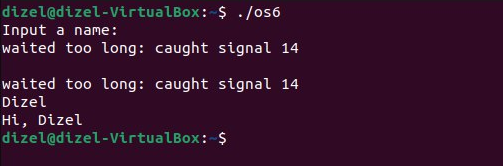 dizel@dizel-VirtualBox:~$ ./os6
Input a name:
waited too long: caught signal 14
waited too long: caught signal 14
Dizel
Hi, Dizel
dizel@dizel-VirtualBox:~$